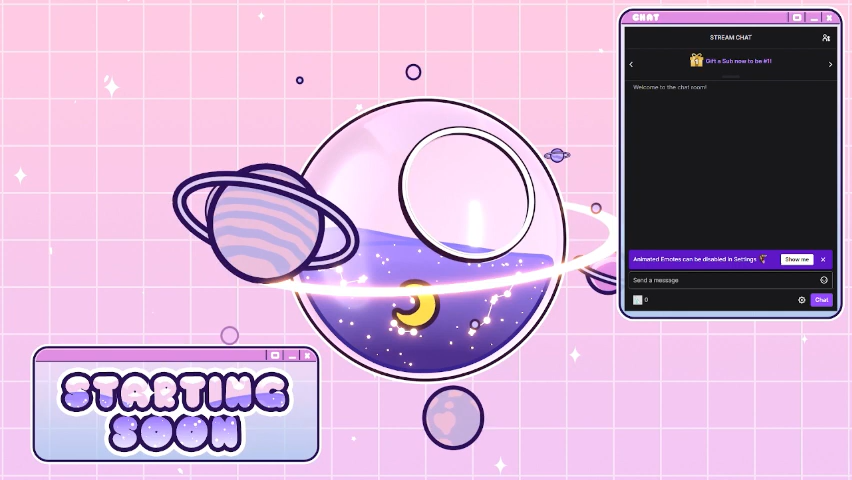 CHAT
STREAM CHAT
Gift a Sub now to be #1!
Welcome to the chat room!
Animated Emotes can be disabled in Settings
Show me
Send a message
0
Chat
STARTING
SOON